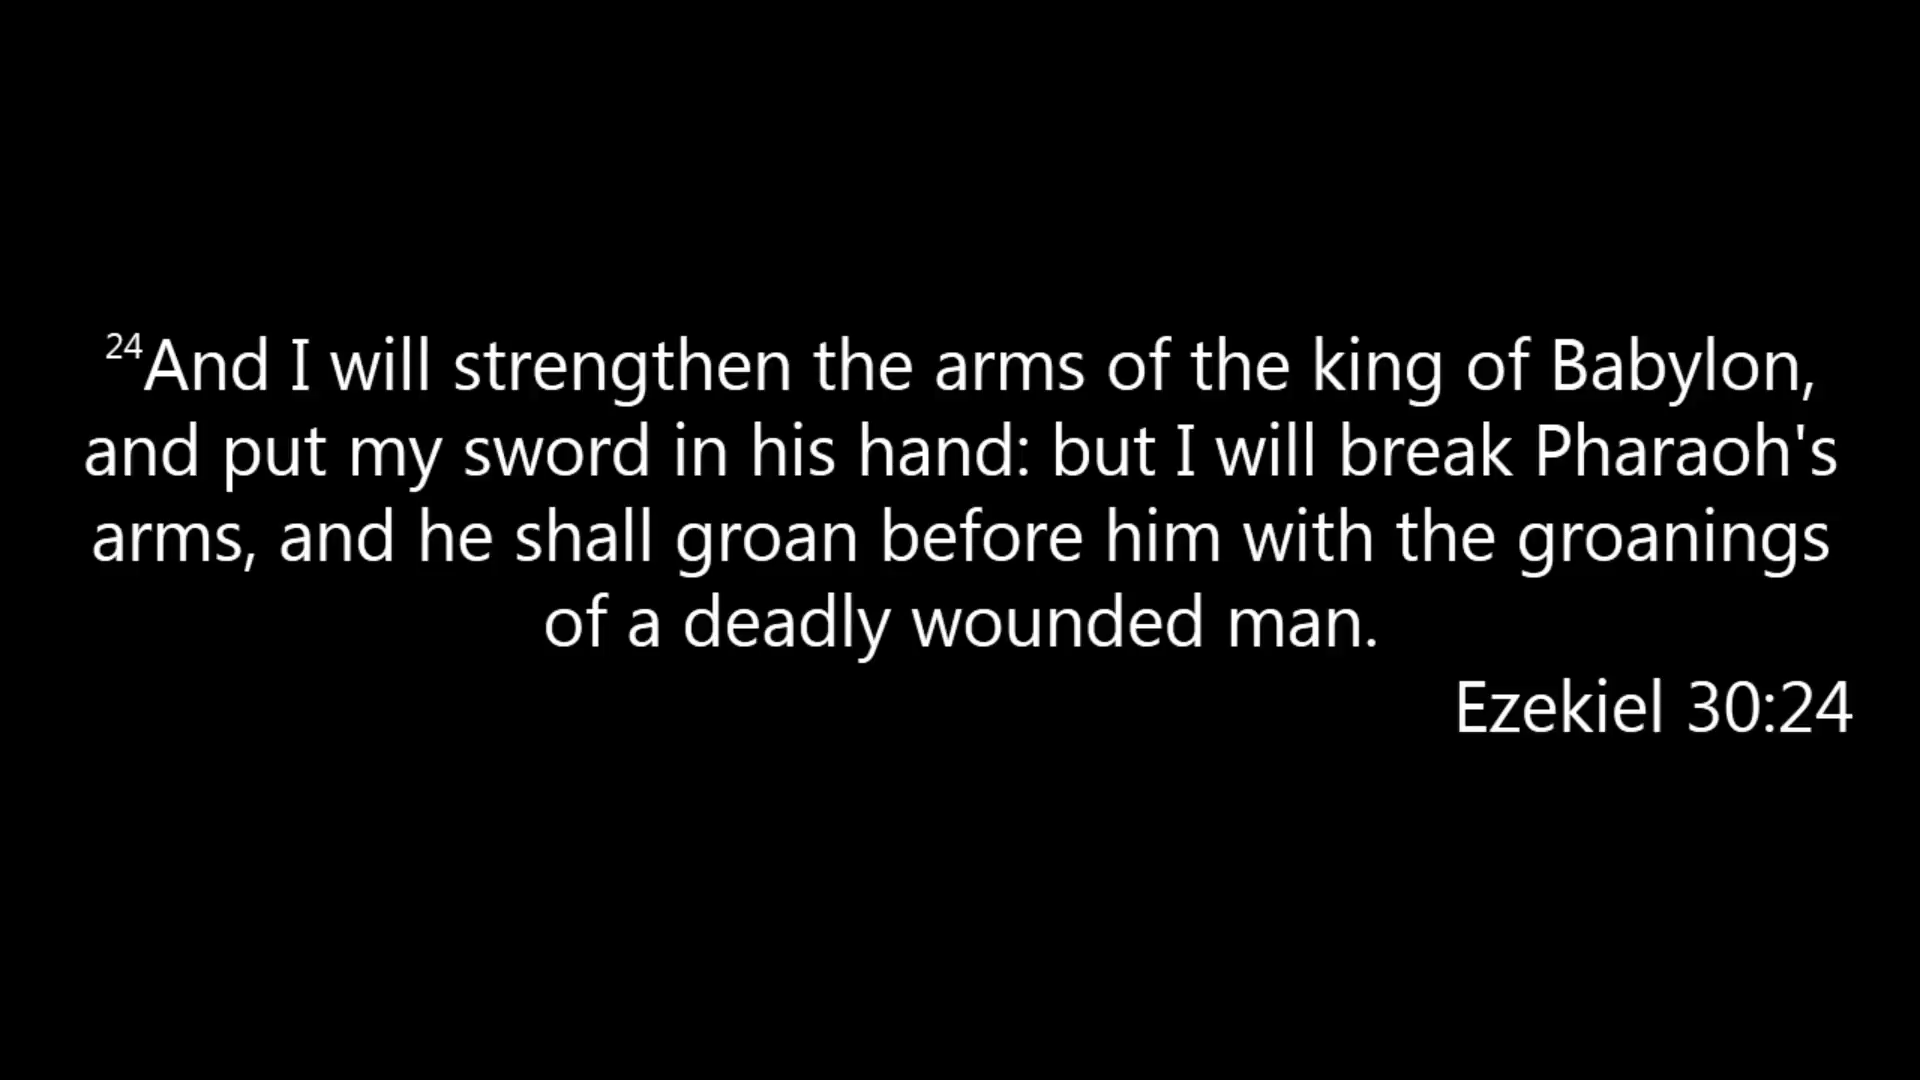 24And I will strengthen the arms of the king of Babylon,
and put my sword in his hand: but I will break Pharaoh's
arms, and he shall groan before him with the groanings
of a deadly wounded man.
Ezekiel 30:24